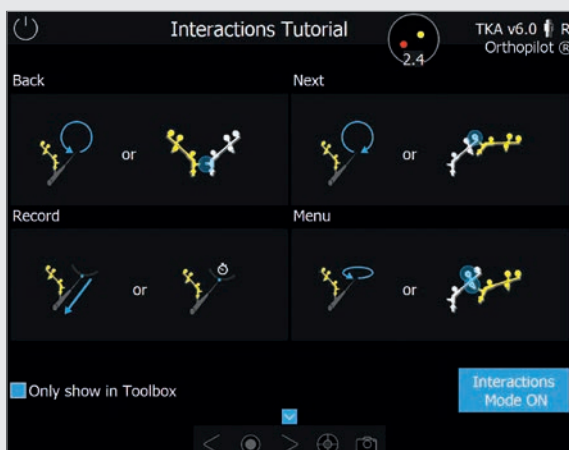 Interactions Tutorial
2.4
TKA v6.0 R
Orthopilot ®
Back
Next
or
or
Record
Menu
or
or
Only show in Toolbox
Interactions
Mode ON